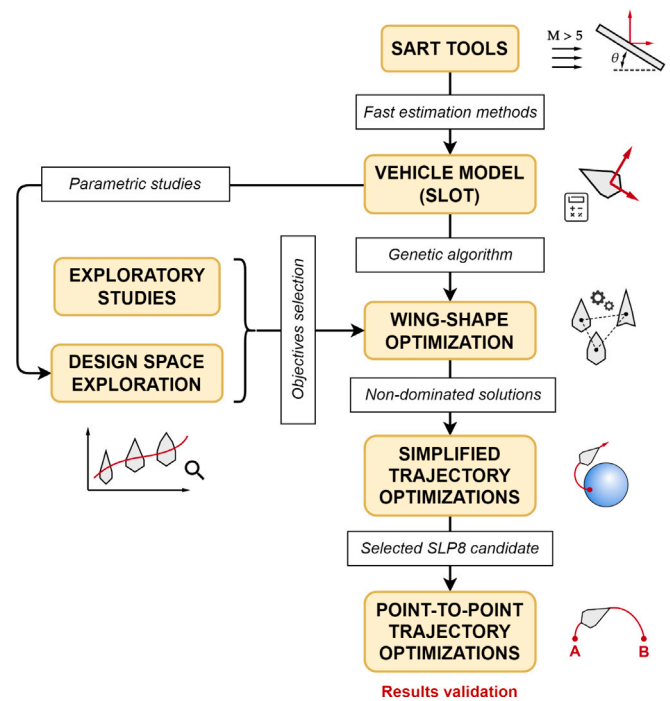 SART TOOLS
M > 5
θ
Fast estimation methods
Parametric studies
VEHICLE MODEL
(SLOT)
Genetic algorithm
EXPLORATORY
STUDIES
Objectives selection
WING-SHAPE
OPTIMIZATION
DESIGN SPACE
EXPLORATION
Non-dominated solutions
SIMPLIFIED
TRAJECTORY
OPTIMIZATIONS
Selected SLP8 candidate
POINT-TO-POINT
TRAJECTORY
OPTIMIZATIONS
A
B
Results validation